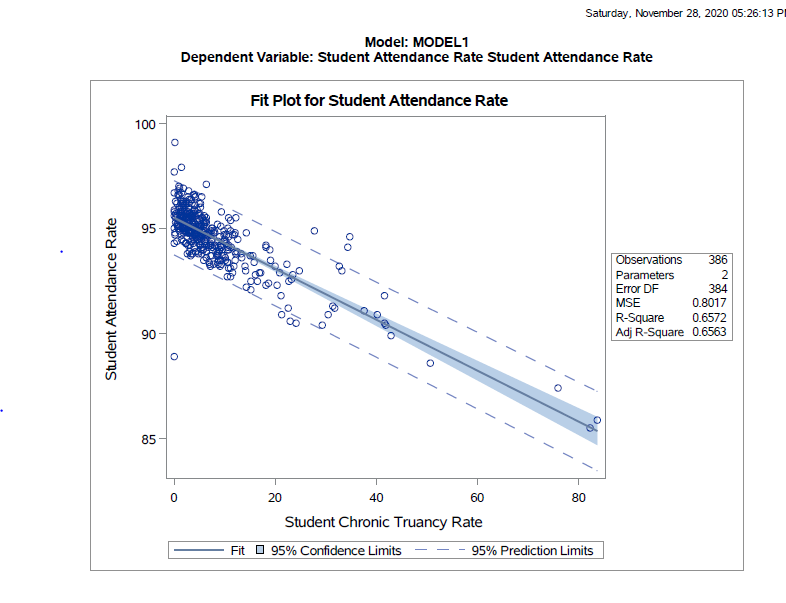 Saturday, November 28, 2020 05:26:13 P
Model: MODEL1
Dependent Variable: Student Attendance Rate Student Attendance Rate
Fit Plot for Student Attendance Rate
100
95
90
85
Student Attendance Rate
0 20 40 60 80
Student Chronic Truancy Rate
Fit 95% Confidence Limits 95% Prediction Limits
Observations 386
Parameters 2
Error DF 384
MSE 0.8017
R-Square 0.6572
Adj R-Square 0.6563